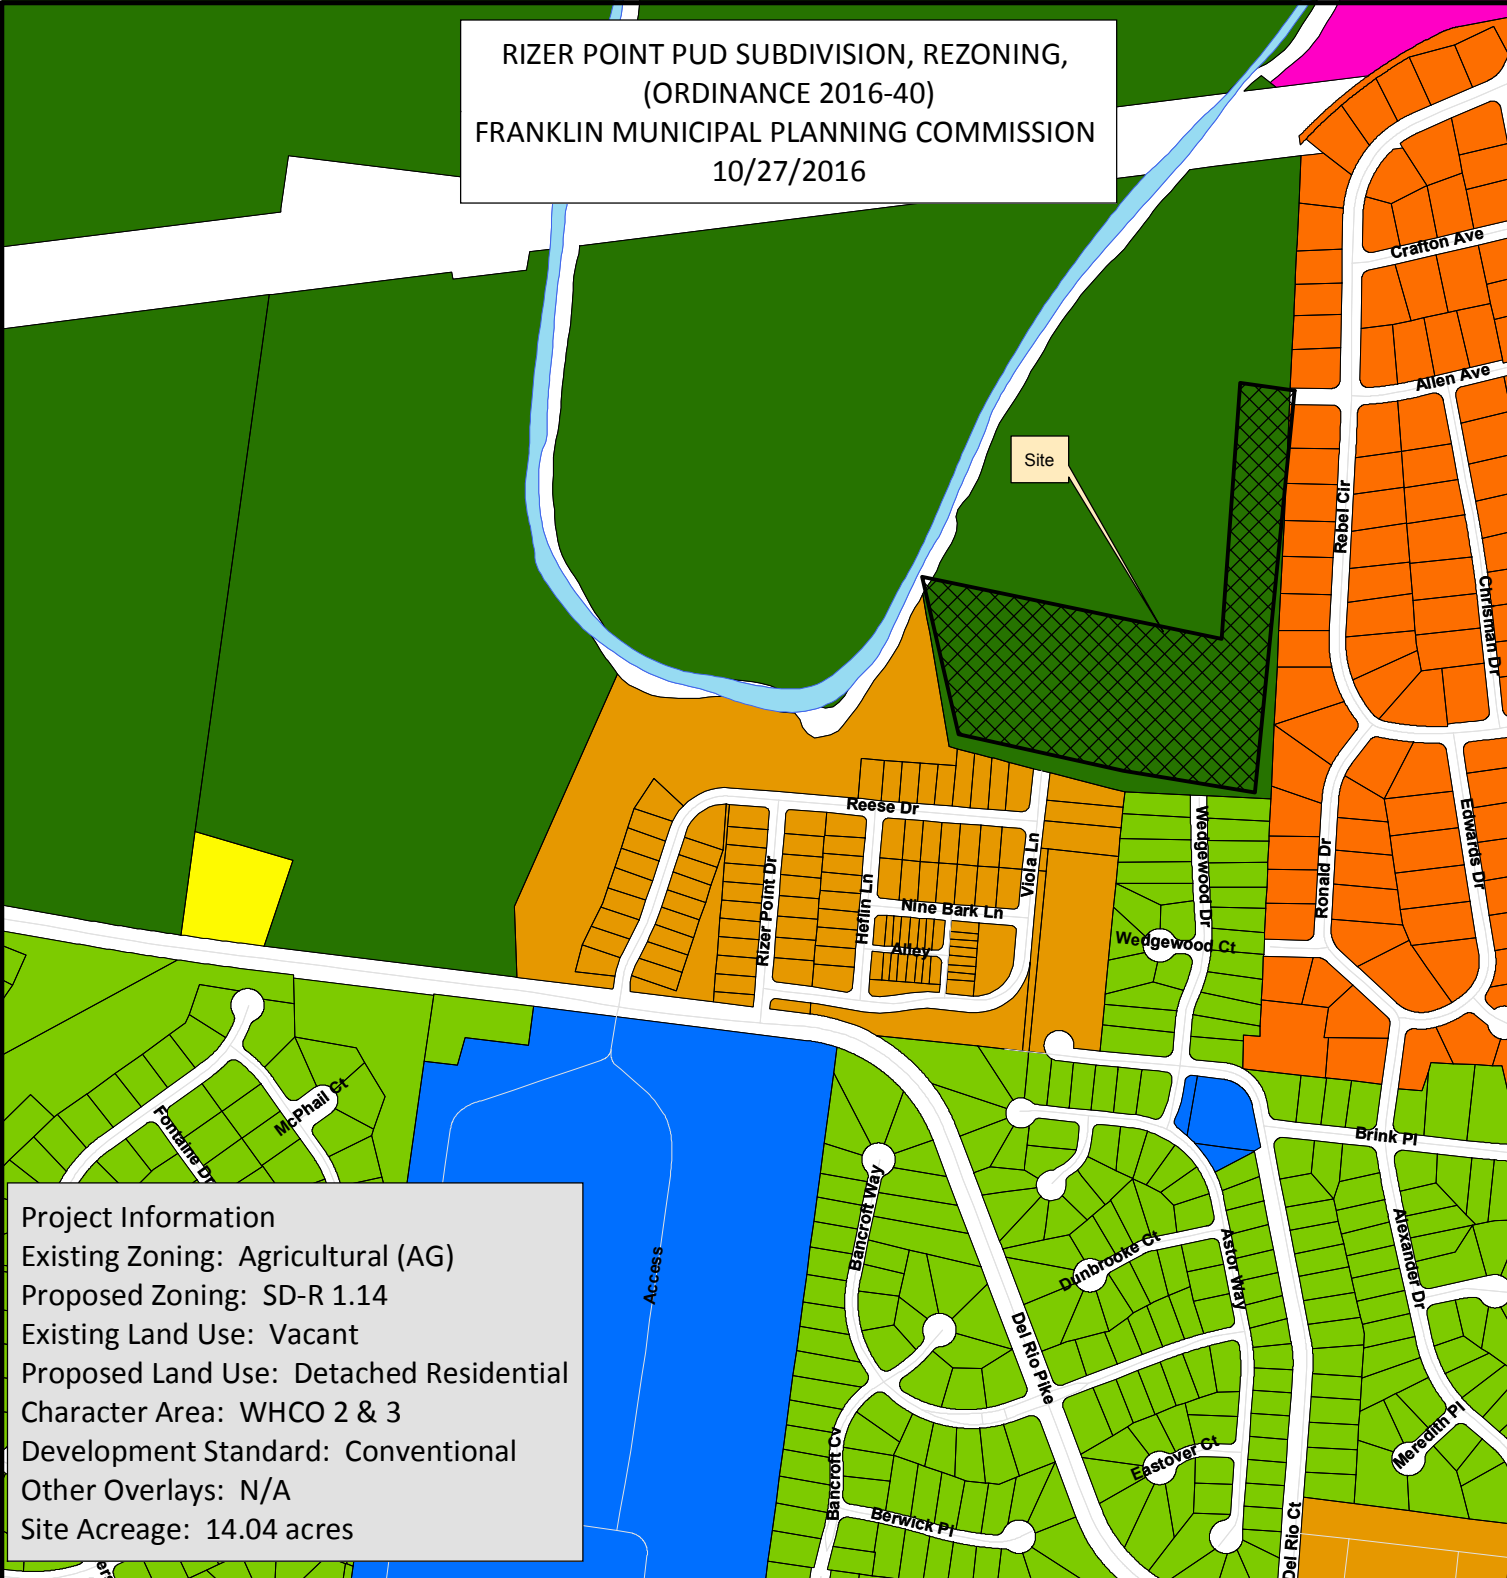 RIZER POINT PUD SUBDIVISION, REZONING,
(ORDINANCE 2016-40)
FRANKLIN MUNICIPAL PLANNING COMMISSION
10/27/2016
Crafton Ave
Allen Ave
Site
Rebel Cir
Chrisman Dr
Reese Dr
Wedgewood Dr
Edwards Dr
Viola Ln
Ronald Dr
Rizer Point Dr
Heflin Ln
Nine Bark Ln
Alley
Wedgewood Ct
McPhail Ct
Fontaine Dr
Brink Pl
Bancroft Way
Alexander Dr
Dunbrooke Ct
Astor Way
Access
Del Rio Pike
Meredith Pl
Bancroft Cv
Eastover Ct
Berwick Pl
Del Rio Ct
Project Information
Existing Zoning: Agricultural (AG)
Proposed Zoning: SD-R 1.14
Existing Land Use: Vacant
Proposed Land Use: Detached Residential
Character Area: WHCO 2 & 3
Development Standard: Conventional
Other Overlays: N/A
Site Acreage: 14.04 acres